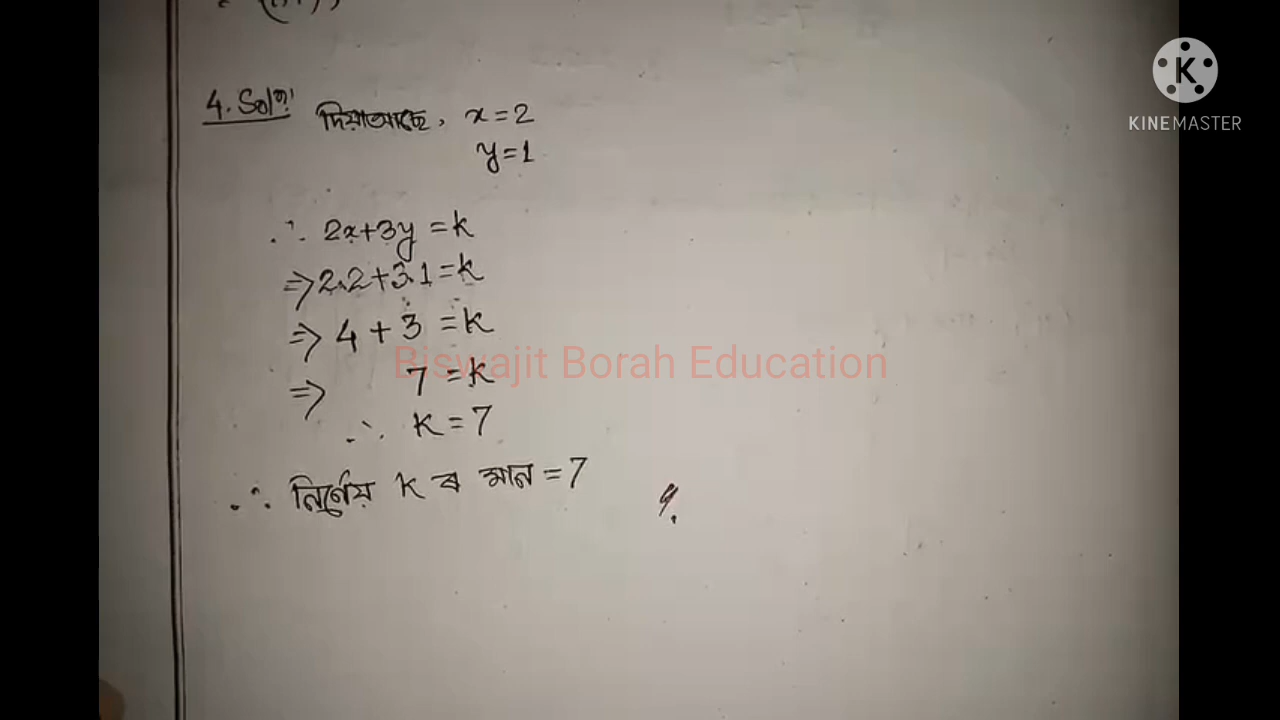 4. Solnः দিয়াআছে, x = 2
y = 1
∴ 2x+3y = k
⇒ 2.2+3.1 = k
⇒ 4 + 3 = k
⇒ 7 = k
∴ k = 7
∴ নিৰ্ণেয় k ৰ মান = 7
K
KINEMASTER
Biswajit Borah Education